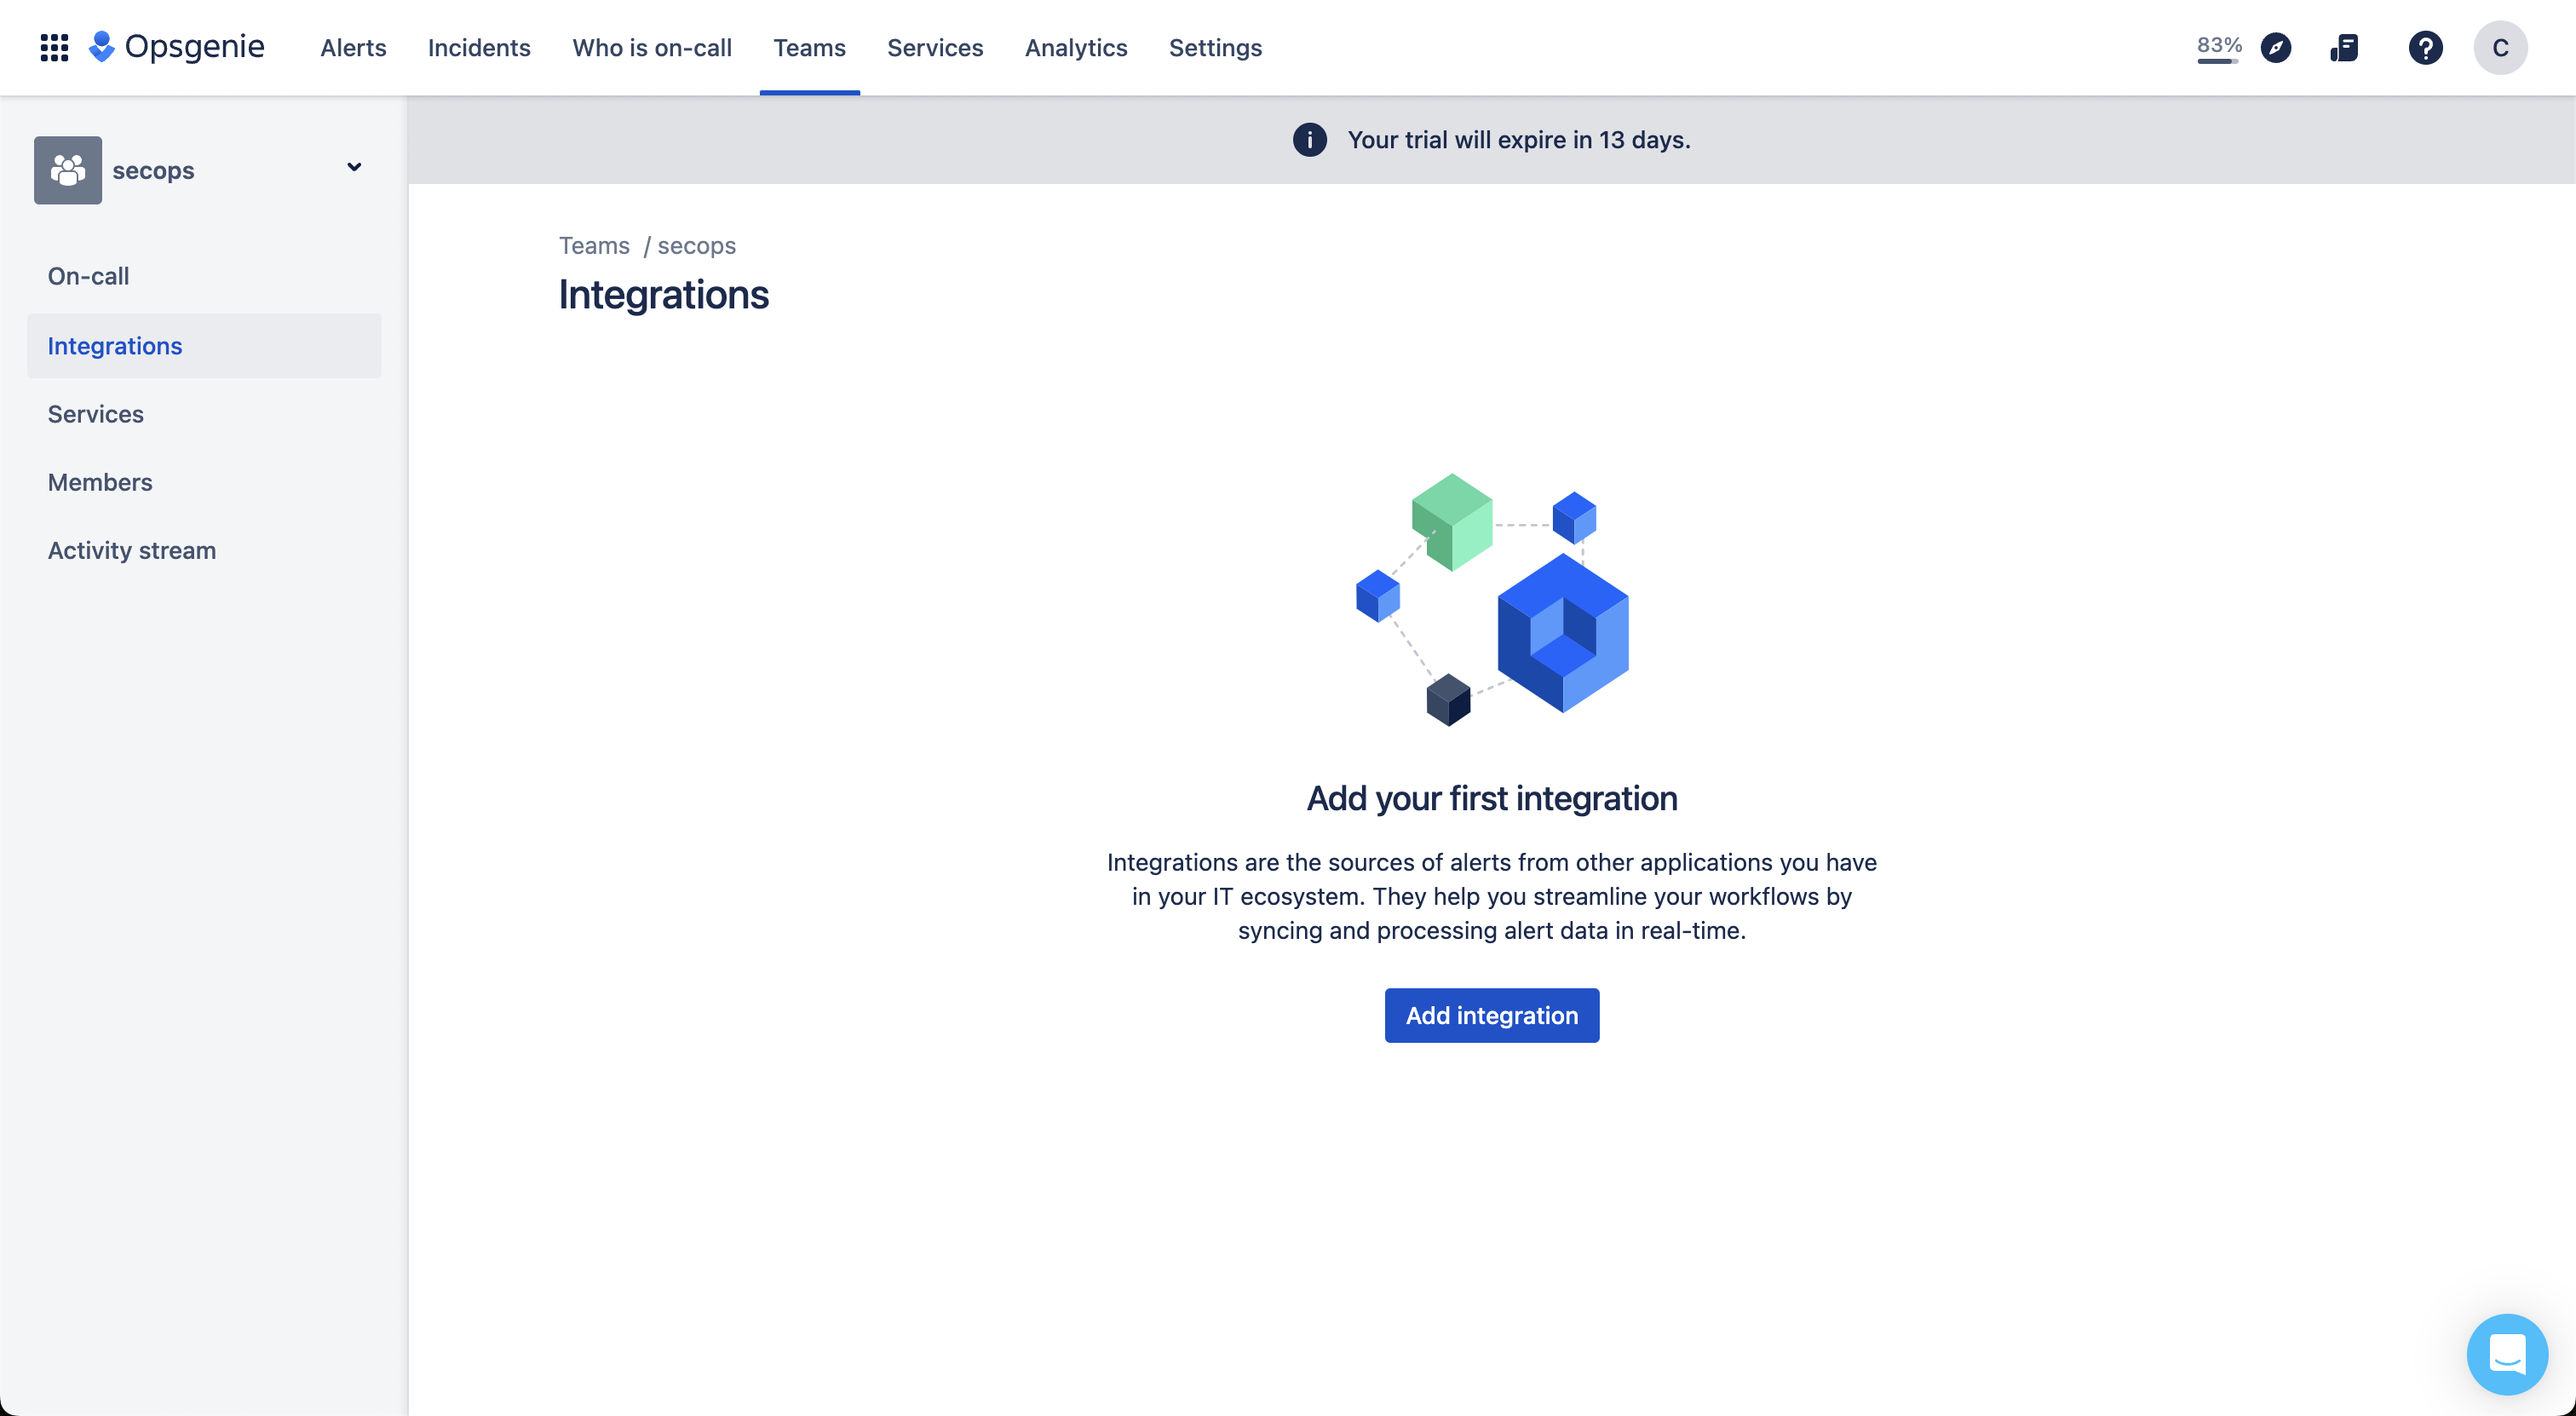 Opsgenie Alerts Incidents Who is on-call Teams Services Analytics Settings 83% C
secops
On-call
Integrations
Services
Members
Activity stream
Your trial will expire in 13 days.
Teams / secops
Integrations
Add your first integration
Integrations are the sources of alerts from other applications you have
in your IT ecosystem. They help you streamline your workflows by
syncing and processing alert data in real-time.
Add integration